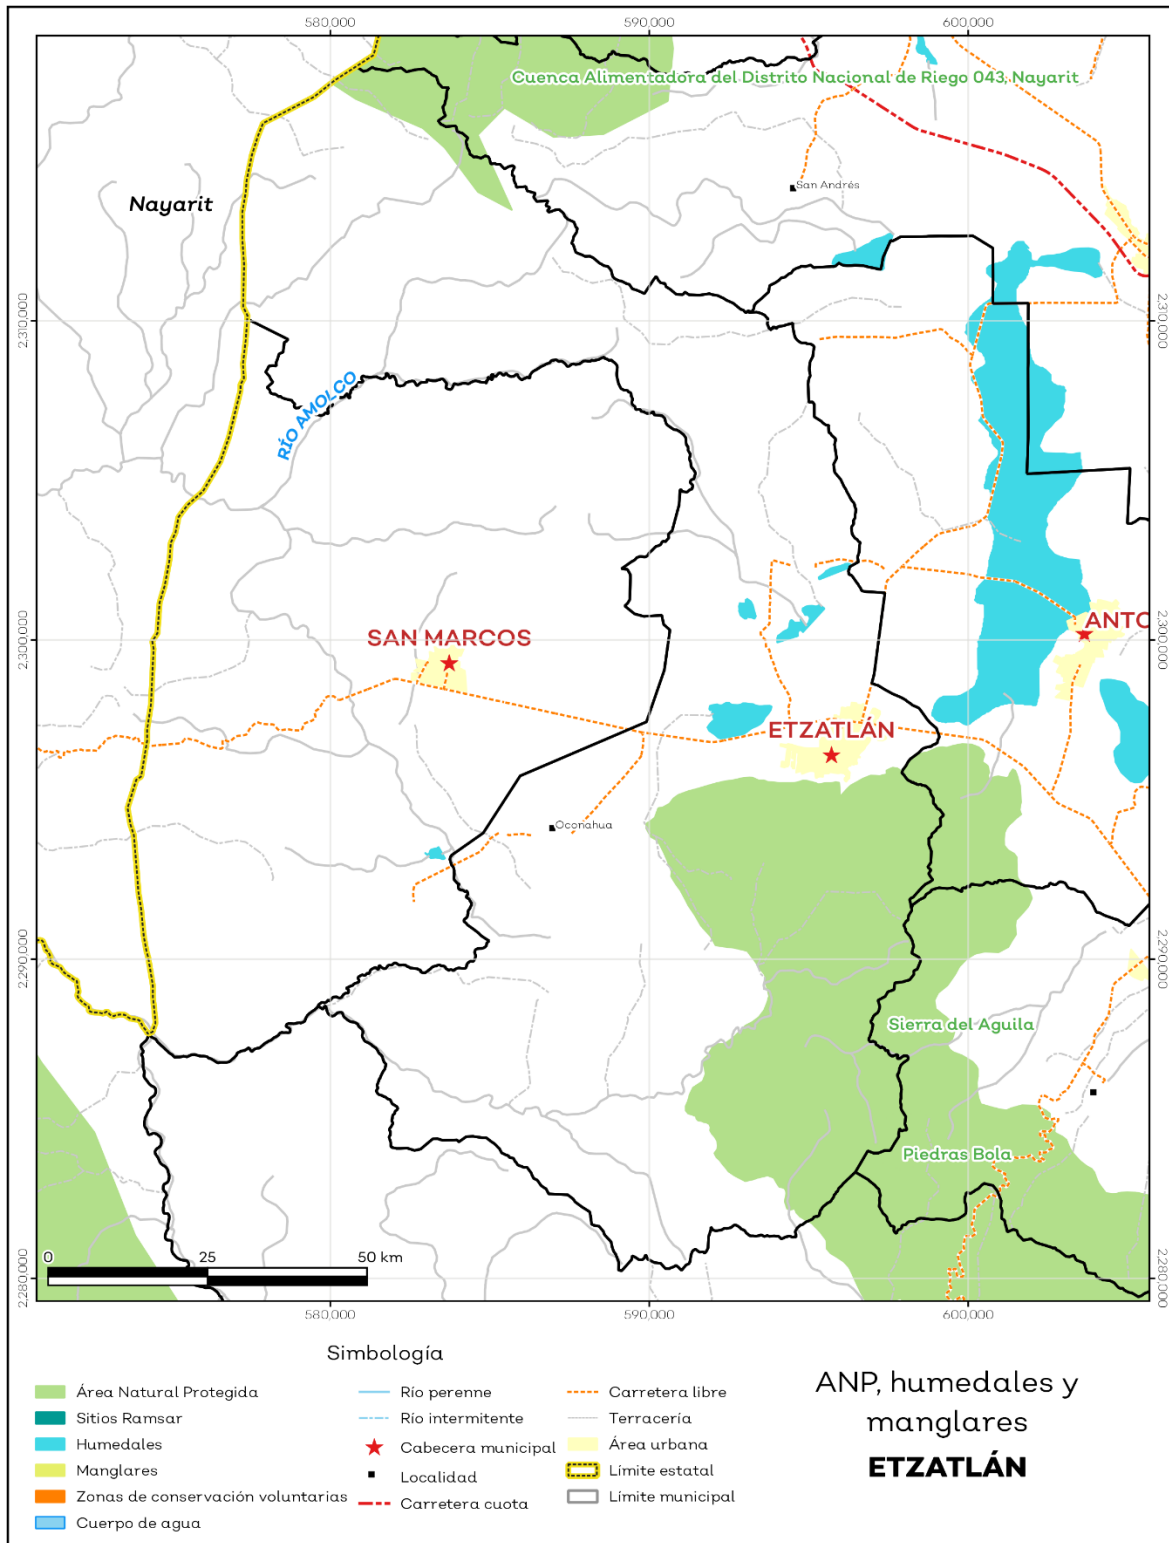 580,000
590,000
600,000
Cuenca Alimentadora del Distrito Nacional de Riego 043, Nayarit
San Andrés
Nayarit
2,310,000
2,310,000
RÍO AMOLCO
SAN MARCOS
ANTO
2,300,000
2,300,000
ETZATLÁN
Oconahua
2,290,000
2,290,000
Sierra del Aguila
Piedras Bola
0 25 50 km
2,280,000
2,280,000
580,000
590,000
600,000
Simbología
Área Natural Protegida
Sitios Ramsar
Humedales
Manglares
Zonas de conservación voluntarias
Cuerpo de agua
Río perenne
Río intermitente
Cabecera municipal
Localidad
Carretera cuota
Carretera libre
Terracería
Área urbana
Límite estatal
Límite municipal
ANP, humedales y
manglares
ETZATLÁN